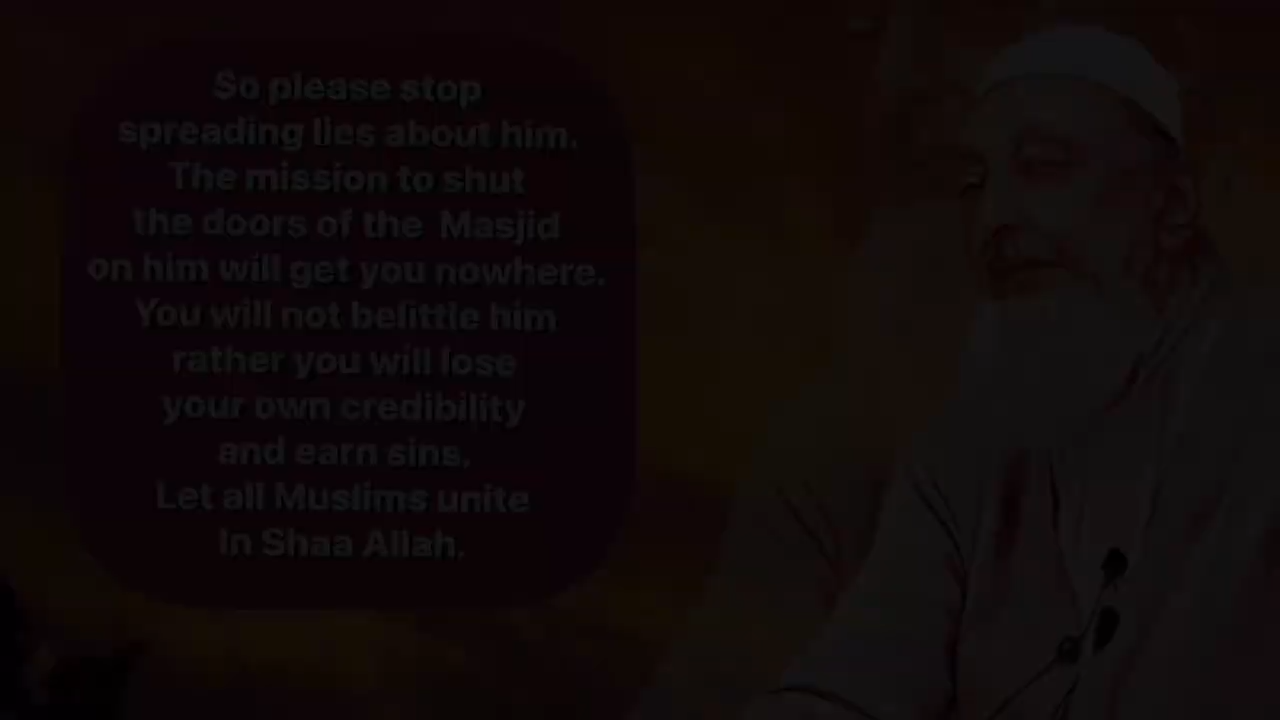 So please stop
spreading lies about him.
The mission to shut
the doors of the Masjid
on him will get you nowhere.
You will not belittle him
rather you will lose
your own credibility
and earn sins.
Let all Muslims unite
In Shaa Allah.